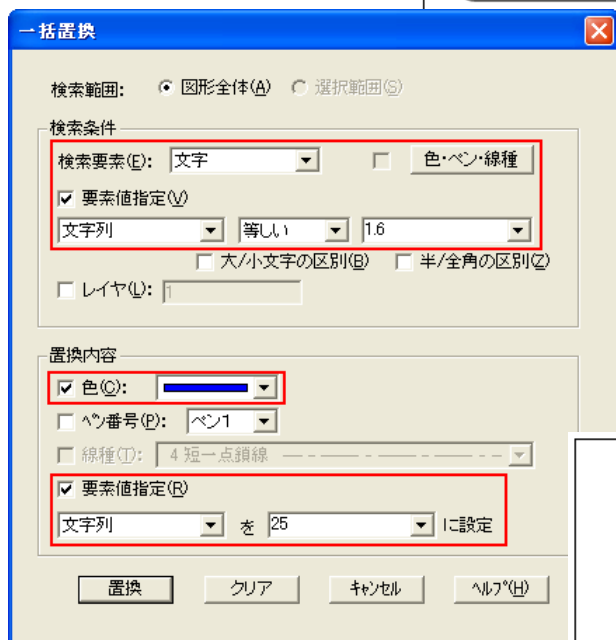 一括置換
検索範囲: 図形全体(A) 選択範囲(S)
検索条件
検索要素(E): 文字 色・ペン・線種
要素値指定(V)
文字列 等しい 1.6
大/小文字の区別(B) 半/全角の区別(Z)
レイヤ(L): 1
置換内容
色(C):
ペン番号(P): ペン1
線種(T): 4 短一点鎖線
要素値指定(R)
文字列 を 25 に設定
置換 クリア キャンセル ヘルプ(H)